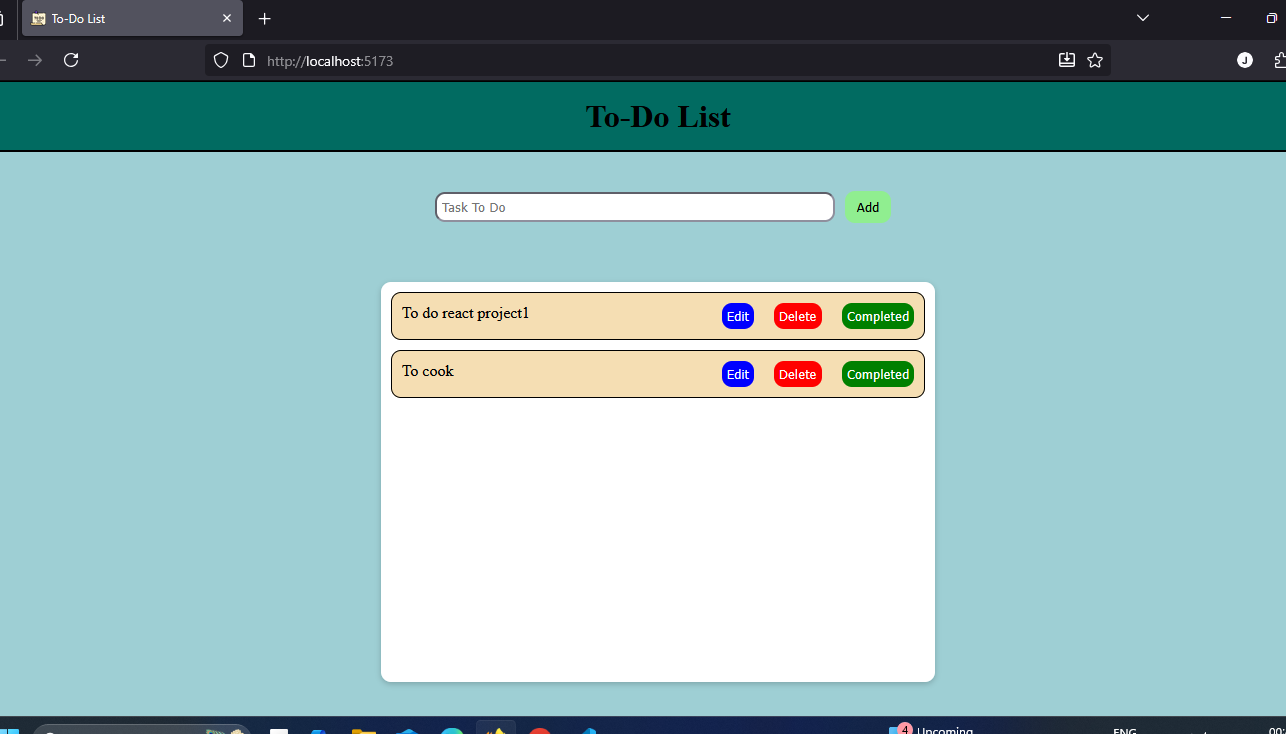 To-Do List
http://localhost:5173
J
To-Do List
Task To Do
Add
To do react project1
Edit
Delete
Completed
To cook
Edit
Delete
Completed
4
Upcoming
ENG